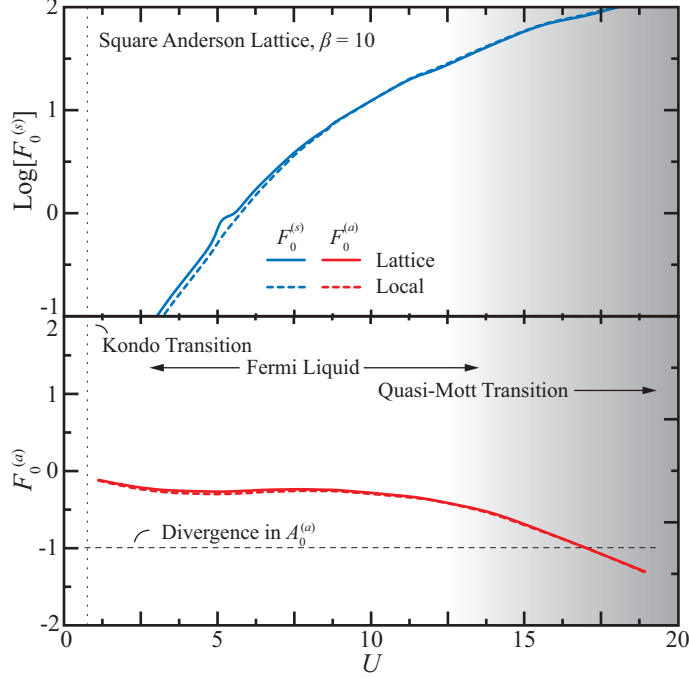 2
Square Anderson Lattice, β = 10
1
Log[F₀⁽ˢ⁾]
0
F₀⁽ˢ⁾ F₀⁽ᵃ⁾
Lattice
Local
-1
2
Kondo Transition
Fermi Liquid
Quasi-Mott Transition
1
F₀⁽ᵃ⁾
0
Divergence in A₀⁽ᵃ⁾
-1
-2
0 5 10 15 20
U